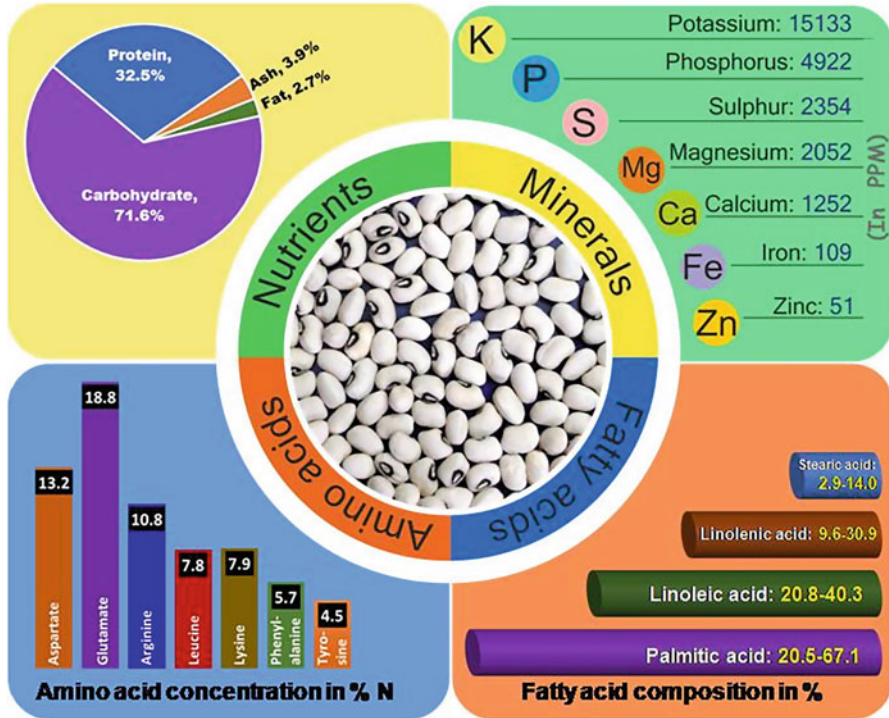 Protein,
32.5%
Ash, 3.9%
Fat, 2.7%
Carbohydrate,
71.6%
K
Potassium: 15133
P
Phosphorus: 4922
S
Sulphur: 2354
Mg
Magnesium: 2052
Ca
Calcium: 1252
Fe
Iron: 109
Zn
Zinc: 51
(In ppm)
Nutrients
Minerals
Amino acids
Fatty acids
13.2
Aspartate
18.8
Glutamate
10.8
Arginine
7.8
Leucine
7.9
Lysine
5.7
Phenyl-
alanine
4.5
Tyro-
sine
Amino acid concentration in % N
Stearic acid:
2.9-14.0
Linolenic acid: 9.6-30.9
Linoleic acid: 20.8-40.3
Palmitic acid: 20.5-67.1
Fatty acid composition in %